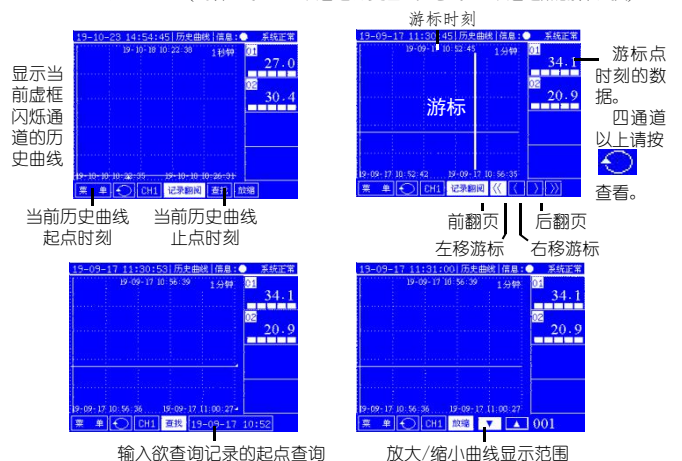 游标时刻
19-10-23 14:54:45|历史曲线|信息: 系统正常
19-10-18 10:22:38 1秒钟
01
27.0
02
30.4
19-10-10 10:22:35 19-10-10 10:26:31
菜 单 CH1 记录翻阅 查找 放缩
显示当
前虚框
闪烁通
道的历
史曲线
当前历史曲线
起点时刻
当前历史曲线
止点时刻
19-09-17 11:30:45|历史曲线|信息: 系统正常
19-09-17 10:52:45 1分钟
01
34.1
02
20.9
游标
19-09-17 10:52:42 19-09-17 10:56:35
菜 单 CH1 记录翻阅 《 〈 〉 》
游标点
时刻的数
据。
四通道
以上请按
查看。
前翻页
后翻页
左移游标
右移游标
19-09-17 11:30:53|历史曲线|信息: 系统正常
19-09-17 10:56:39 1分钟
01
34.1
02
20.9
19-09-17 10:56:36 19-09-17 11:00:27
菜 单 CH1 查找 19-09-17 10:52
输入欲查询记录的起点查询
19-09-17 11:31:00|历史曲线|信息: 系统正常
19-09-17 10:56:39 1分钟
01
34.1
02
20.9
19-09-17 10:56:36 19-09-17 11:00:27
菜 单 CH1 放缩 ▼ ▲ 001
放大/缩小曲线显示范围